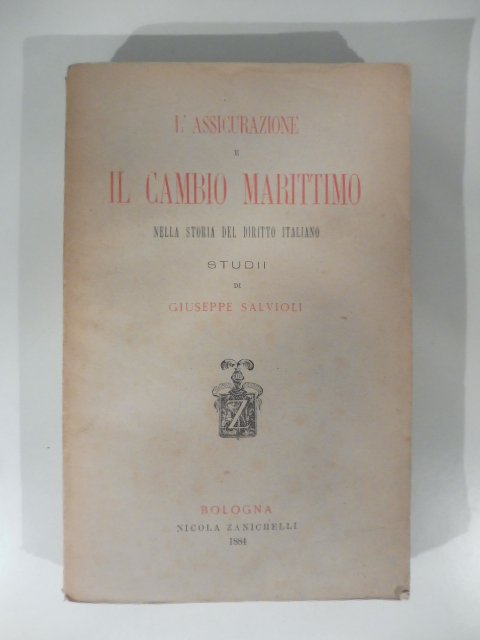 L' ASSICURAZIONE
E
IL CAMBIO MARITTIMO
NELLA STORIA DEL DIRITTO ITALIANO
STUDII
DI
GIUSEPPE SALVIOLI
Z
BOLOGNA
NICOLA ZANICHELLI
1884